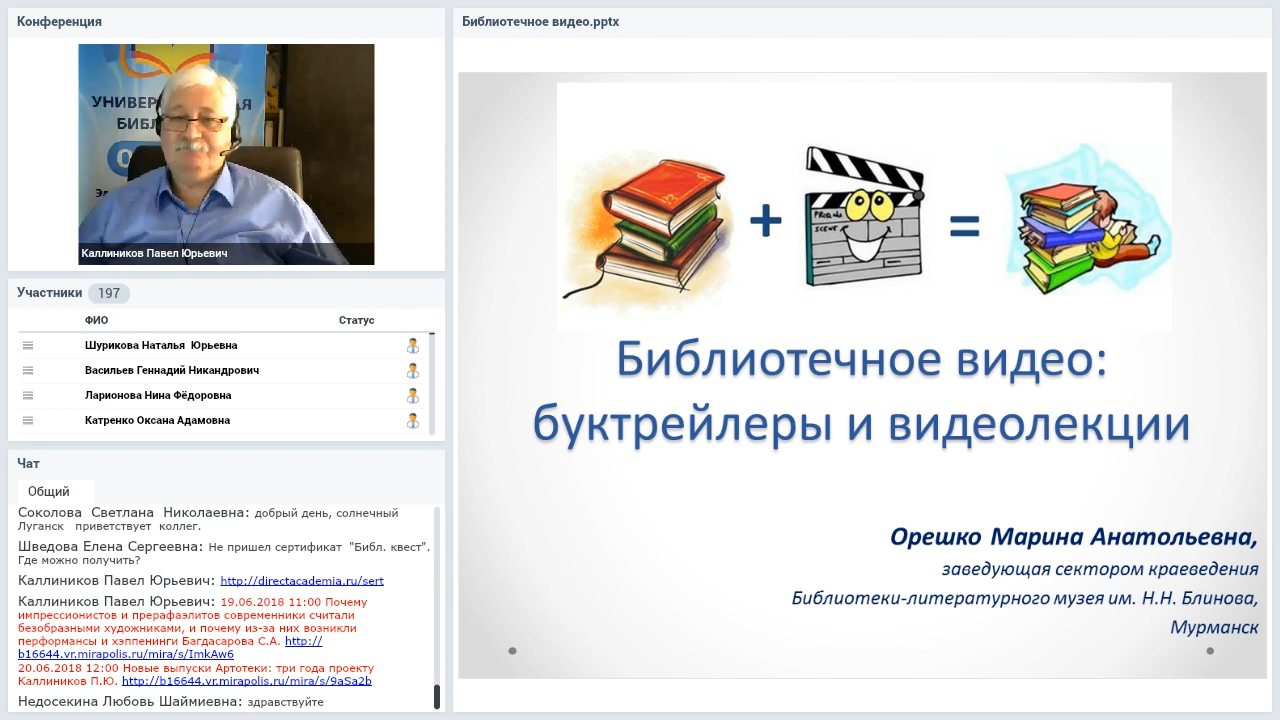 Конференция
УНИВЕР
АЯ
БИБЛ
Каллиников Павел Юрьевич
Участники 197
ФИО Статус
Шурикова Наталья Юрьевна
Васильев Геннадий Никандрович
Ларионова Нина Фёдоровна
Катренко Оксана Адамовна
Чат
Общий
Соколова Светлана Николаевна: добрый день, солнечный
Луганск приветствует коллег.
Шведова Елена Сергеевна: Не пришел сертификат "Библ. квест".
Где можно получить?
Каллиников Павел Юрьевич: http://directacademia.ru/sert
Каллиников Павел Юрьевич: 19.06.2018 11:00 Почему
импрессионистов и прерафаэлитов современники считали
безобразными художниками, и почему из-за них возникли
перформансы и хэппенинги Багдасарова С.А. http://
b16644.vr.mirapolis.ru/mira/s/ImkAw6
20.06.2018 12:00 Новые выпуски Артотеки: три года проекту
Каллиников П.Ю. http://b16644.vr.mirapolis.ru/mira/s/9aSa2b
Недосекина Любовь Шаймиевна: здравствуйте
Библиотечное видео.pptx
+ =
SCENE
Библиотечное видео:
буктрейлеры и видеолекции
Орешко Марина Анатольевна,
заведующая сектором краеведения
Библиотеки-литературного музея им. Н.Н. Блинова,
Мурманск